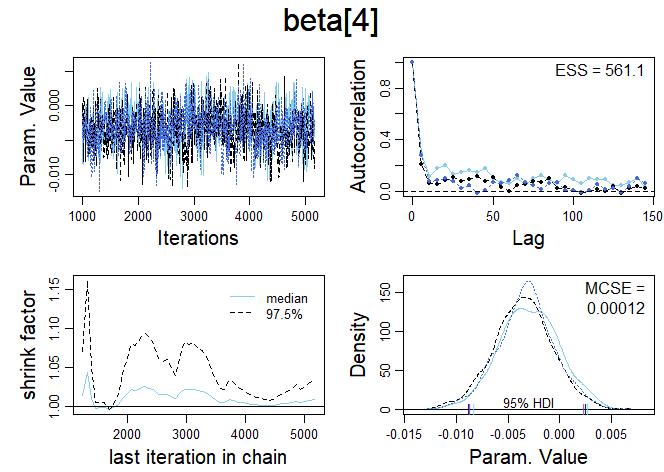 beta[4]
Param. Value
0.000
-0.010
1000 2000 3000 4000 5000
Iterations
Autocorrelation
0.8
0.4
0.0
ESS = 561.1
0 50 100 150
Lag
shrink factor
1.15
1.10
1.05
1.00
median
97.5%
2000 3000 4000 5000
last iteration in chain
Density
150
100
50
0
MCSE =
0.00012
95% HDI
-0.015 -0.010 -0.005 0.000 0.005
Param. Value